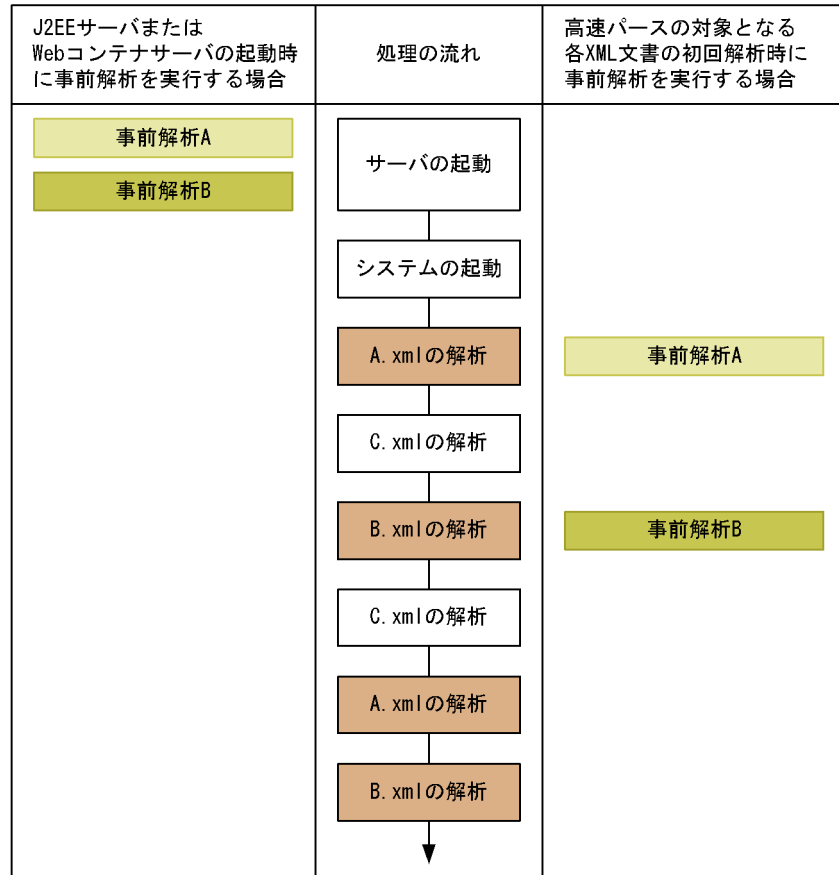 J2EEサーバまたは
Webコンテナサーバの起動時
に事前解析を実行する場合
処理の流れ
高速パースの対象となる
各XML文書の初回解析時に
事前解析を実行する場合
事前解析A
事前解析B
サーバの起動
システムの起動
A.xmlの解析
事前解析A
C.xmlの解析
B.xmlの解析
事前解析B
C.xmlの解析
A.xmlの解析
B.xmlの解析